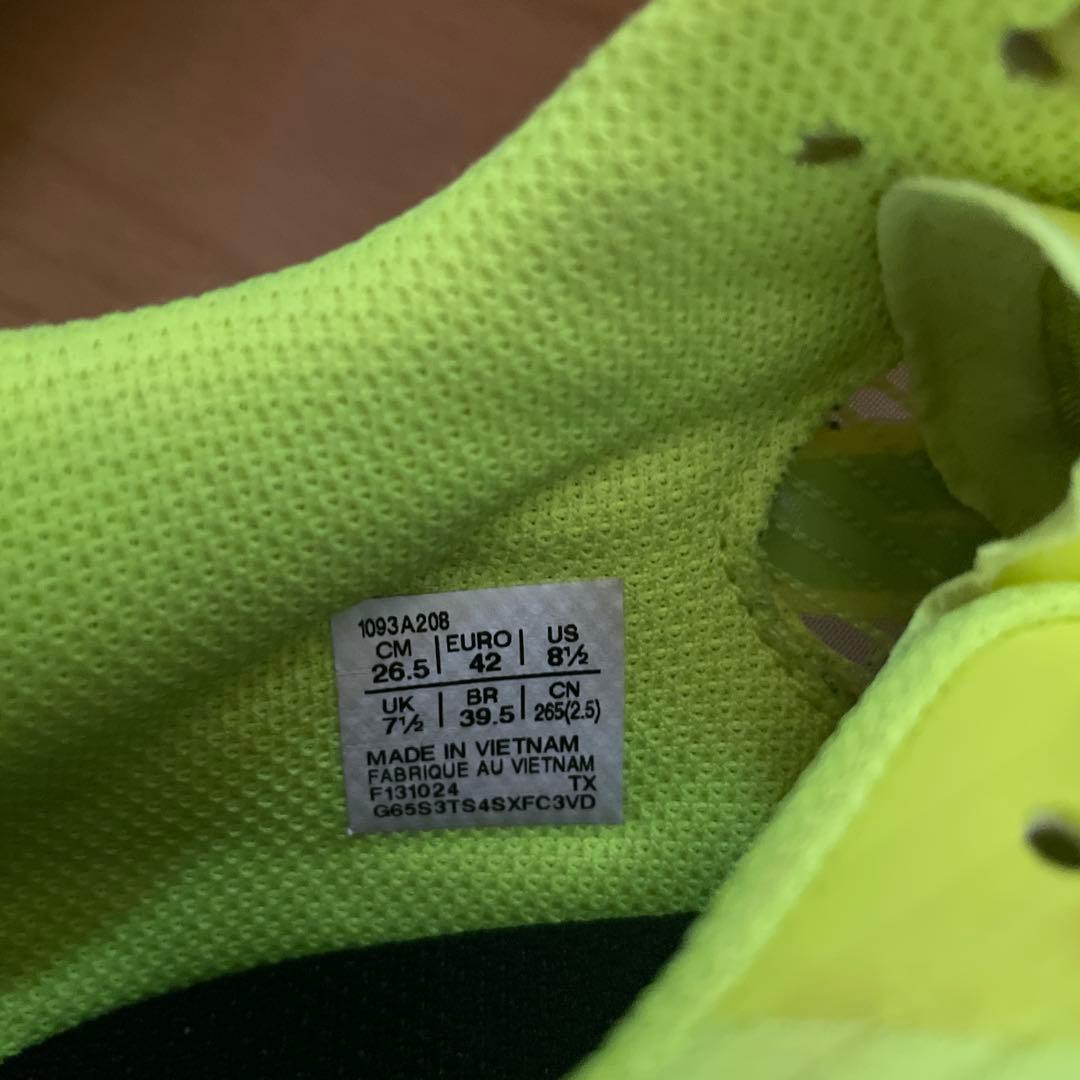 1093A208
CM | EURO | US
26.5 | 42 | 8½
UK | BR | CN
7½ | 39.5 | 265(2.5)
MADE IN VIETNAM
FABRIQUE AU VIETNAM
F131024 TX
G65S3TS4SXFC3VD